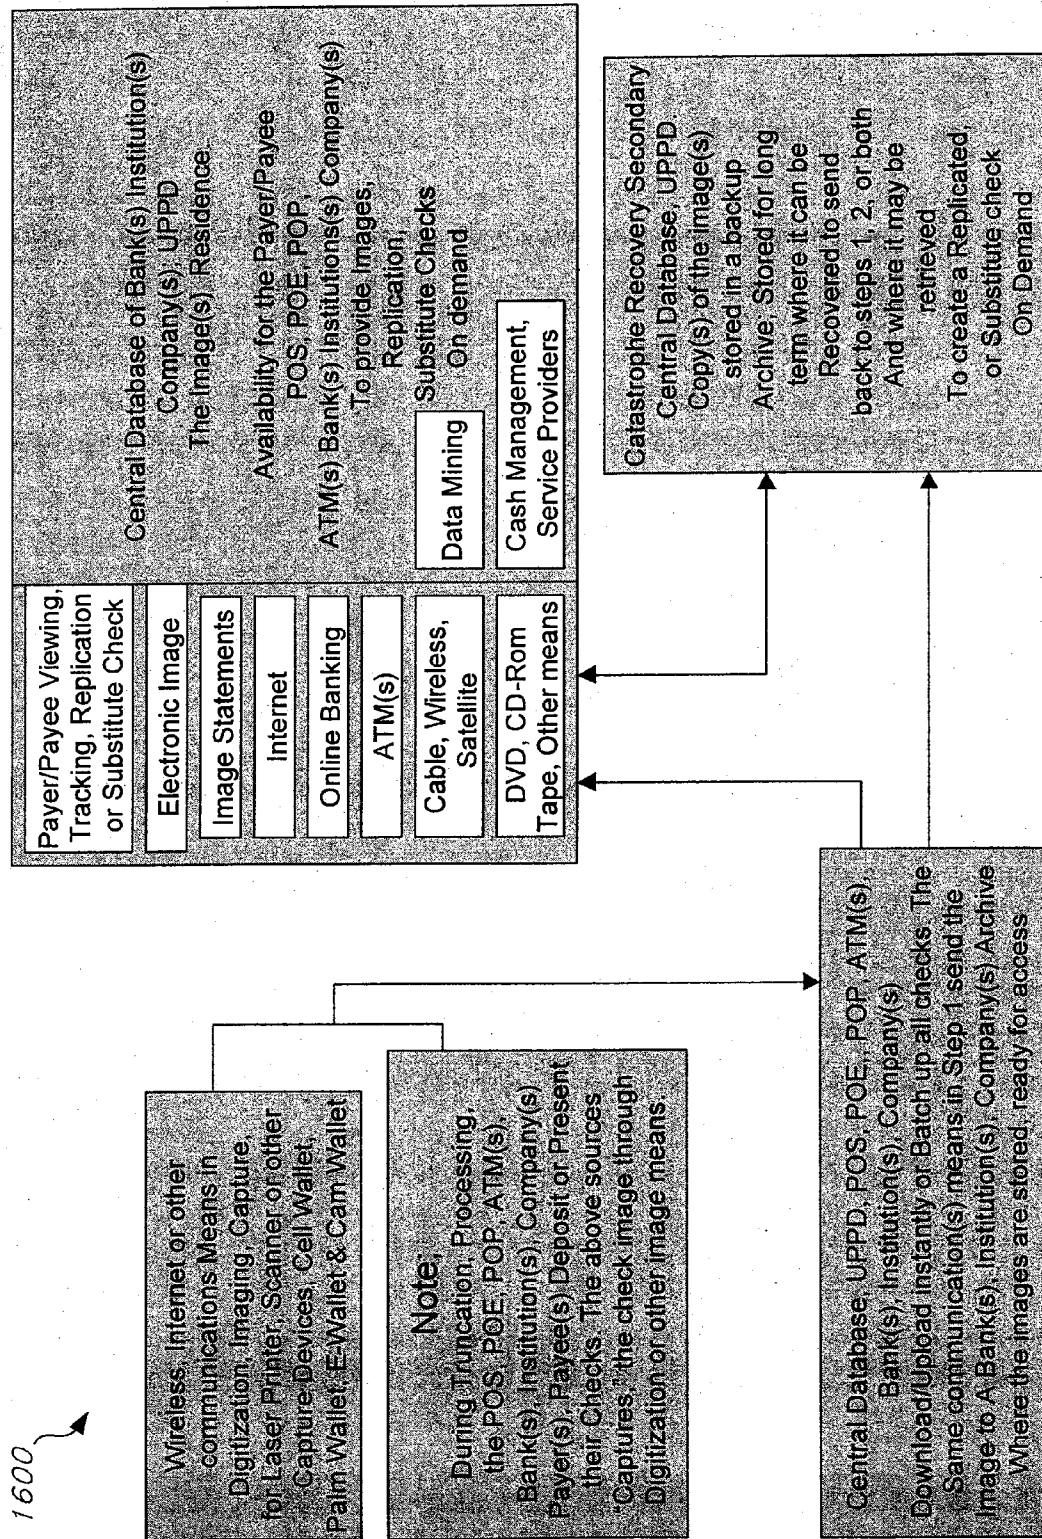 1600
Wireless, Internet or other
communications Means in
Digitization, Imaging, Capture,
for Laser Printer, Scanner or other
Capture Devices, Cell Wallet,
Palm Wallet, E-Wallet & Cam Wallet
Note;
During Truncation, Processing,
the POS, POE, POP, ATM(s),
Bank(s), Institution(s), Company(s)
Payer(s), Payee(s) Deposit or Present
their Checks. The above sources
"Captures," the check image through
Digitization or other image means.
Central Database, UPPD, POS, POE,, POP, ATM(s),
Bank(s), Institution(s), Company(s)
Download/Upload Instantly or Batch up all checks. The
Same communication(s) means in Step 1 send the
Image to A Bank(s), Institution(s). Company(s) Archive
Where the images are stored, ready for access
Payer/Payee Viewing,
Tracking, Replication
or Substitute Check
Electronic Image
Image Statements
Internet
Online Banking
ATM(s)
Cable, Wireless,
Satellite
DVD, CD-Rom
Tape, Other means
Central Database of Bank(s) Institution(s)
Company(s), UPPD
The Image(s) Residence.
Availability for the Payer/Payee
POS, POE, POP,
ATM(s) Bank(s) Institutions(s) Company(s)
To provide Images,
Replication,
Substitute Checks
On demand
Data Mining
Cash Management,
Service Providers
Catastrophe Recovery Secondary
Central Database, UPPD
Copy(s) of the image(s)
stored in a backup
Archive; Stored for long
term where it can be
Recovered to send
back to steps 1, 2, or both
And where it may be
retrieved
To create a Replicated,
or Substitute check
On Demand